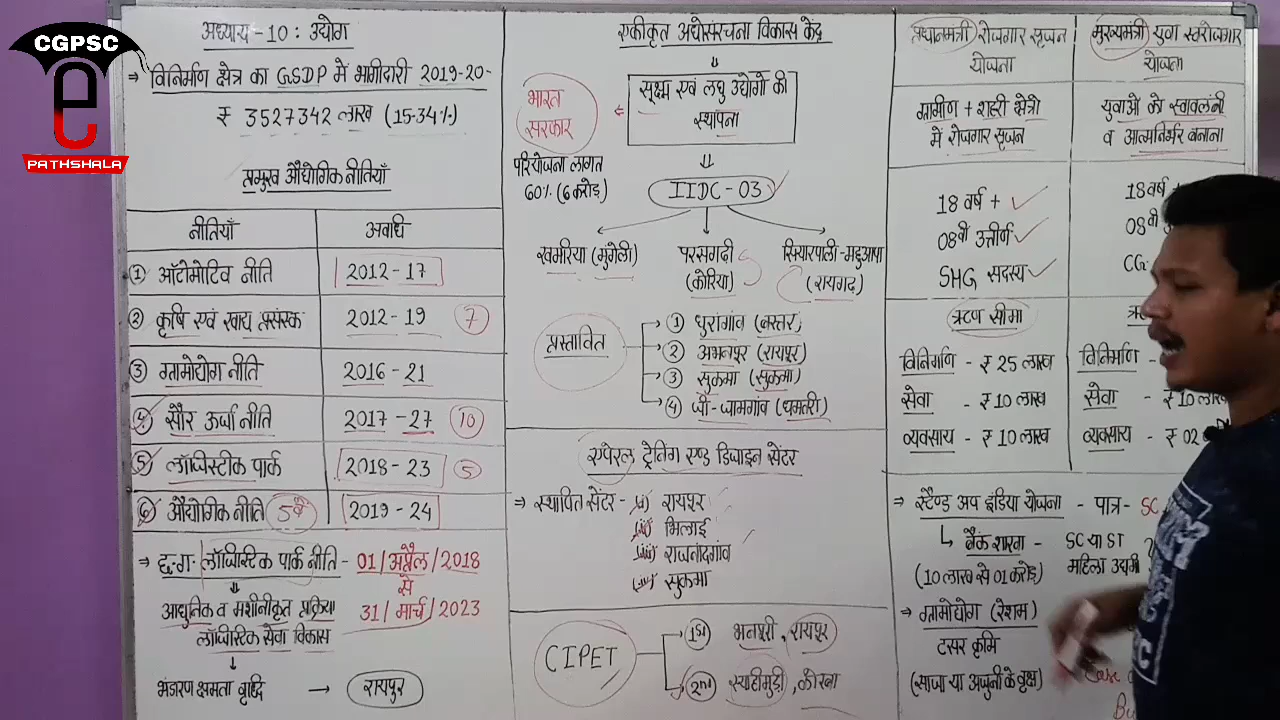 CGPSC
e
PATHSHALA
अध्याय - 10 : उद्योग
⇒ विनिर्माण क्षेत्र का GSDP में भागीदारी 2019-20-
₹ 3527342 लाख (15.34%)
प्रमुख औद्योगिक नीतियाँ
नीतियाँ अवधि
① ऑटोमोटिव नीति 2012-17
② कृषि एवं खाद्य प्रसंस्क 2012-19 7
③ ग्रामोद्योग नीति 2016-21
④ सौर ऊर्जा नीति 2017-27 10
⑤ लॉजिस्टीक पार्क 2018-23 5
⑥ औद्योगिक नीति 5वें 2019-24
⇒ छ.ग. लॉजिस्टिक पार्क नीति - 01/अप्रैल/2018
से
आधुनिक व मशीनीकृत प्रक्रिया 31/मार्च/2023
लॉजिस्टिक सेवा विकास
भंडारण क्षमता वृद्धि → रायपुर
एकीकृत अधोसंरचना विकास केंद्र
सूक्ष्म एवं लघु उद्योगों की
स्थापना
भारत
सरकार
परियोजना लागत
60% (6 करोड़)
IIDC-03
खमरिया (मुंगेली) परसगढ़ी सियारपाली-महुआपा
(कोरिया) (रायगढ़)
प्रस्तावित
① धुरागांव (बस्तर)
② अभनपुर (रायपुर)
③ सुकमा (सुकमा)
④ जी-जामगांव (धमतरी)
एपेरल ट्रेनिंग एण्ड डिजाइन सेंटर
⇒ स्थापित सेंटर - (i) रायपुर
(ii) भिलाई
(iii) राजनांदगांव
(iv) सुकमा
CIPET
1st भनपुरी, रायपुर
2nd स्याहीमुड़ी, कोरबा
प्रधानमंत्री रोजगार सृजन
योजना
ग्रामीण + शहरी क्षेत्रो
में रोजगार सृजन
18 वर्ष +
08वी उत्तीर्ण
SHG सदस्य
ऋण सीमा
विनिर्माण - ₹ 25 लाख
सेवा - ₹ 10 लाख
व्यवसाय - ₹ 10 लाख
मुख्यमंत्री युवा स्वरोजगार
योजना
युवाओं को स्वावलंबी
व आत्मनिर्भर बनाना
18 वर्ष
08वी
CG
विनिर्माण -
सेवा - ₹ 10 लाख
व्यवसाय - ₹ 02
⇒ स्टैण्ड अप इंडिया योजना - पात्र - SC
बैंक शाखा - SC या ST
(10 लाख से 01 करोड़) महिला उद्यमी
⇒ ग्रामोद्योग (रेशम)
टसर कृमि
(साजा या अर्जुनी के वृक्ष)